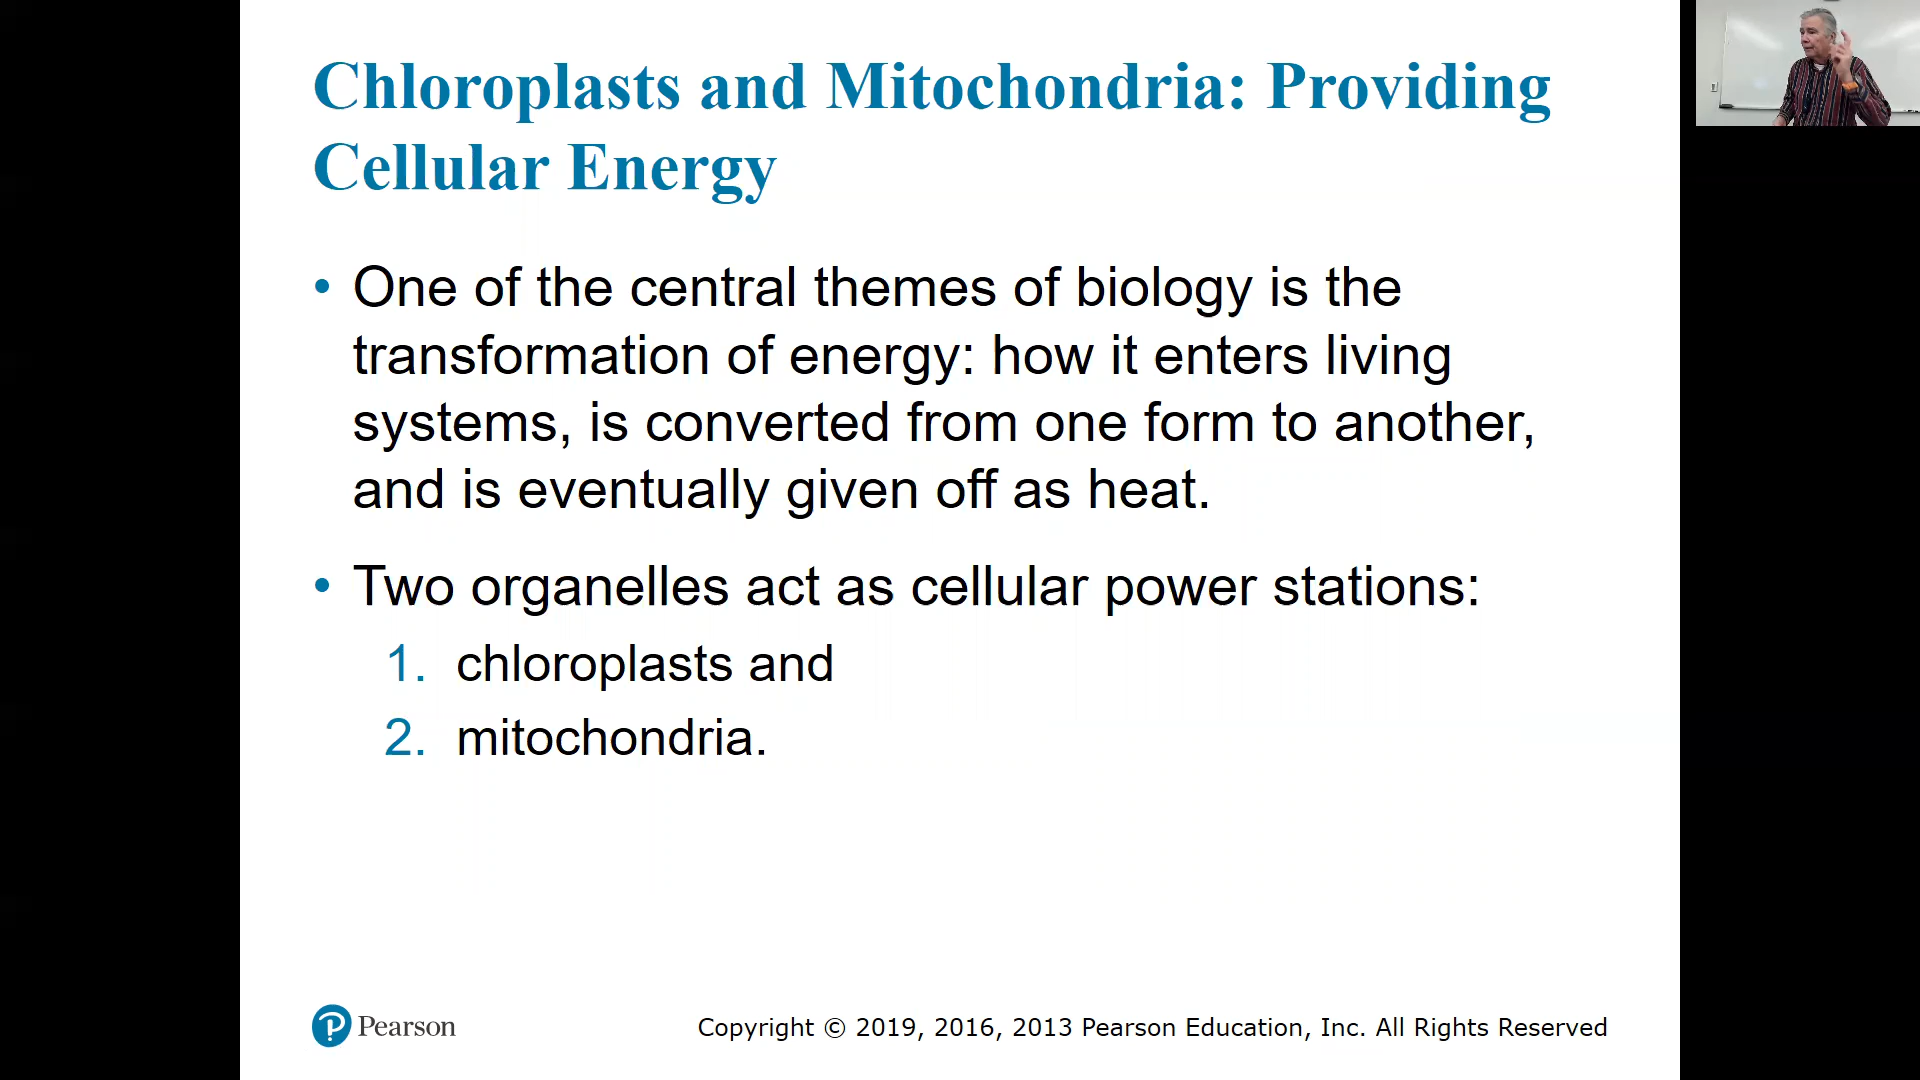 Chloroplasts and Mitochondria: Providing
Cellular Energy
• One of the central themes of biology is the
transformation of energy: how it enters living
systems, is converted from one form to another,
and is eventually given off as heat.
• Two organelles act as cellular power stations:
1. chloroplasts and
2. mitochondria.
Pearson
Copyright © 2019, 2016, 2013 Pearson Education, Inc. All Rights Reserved